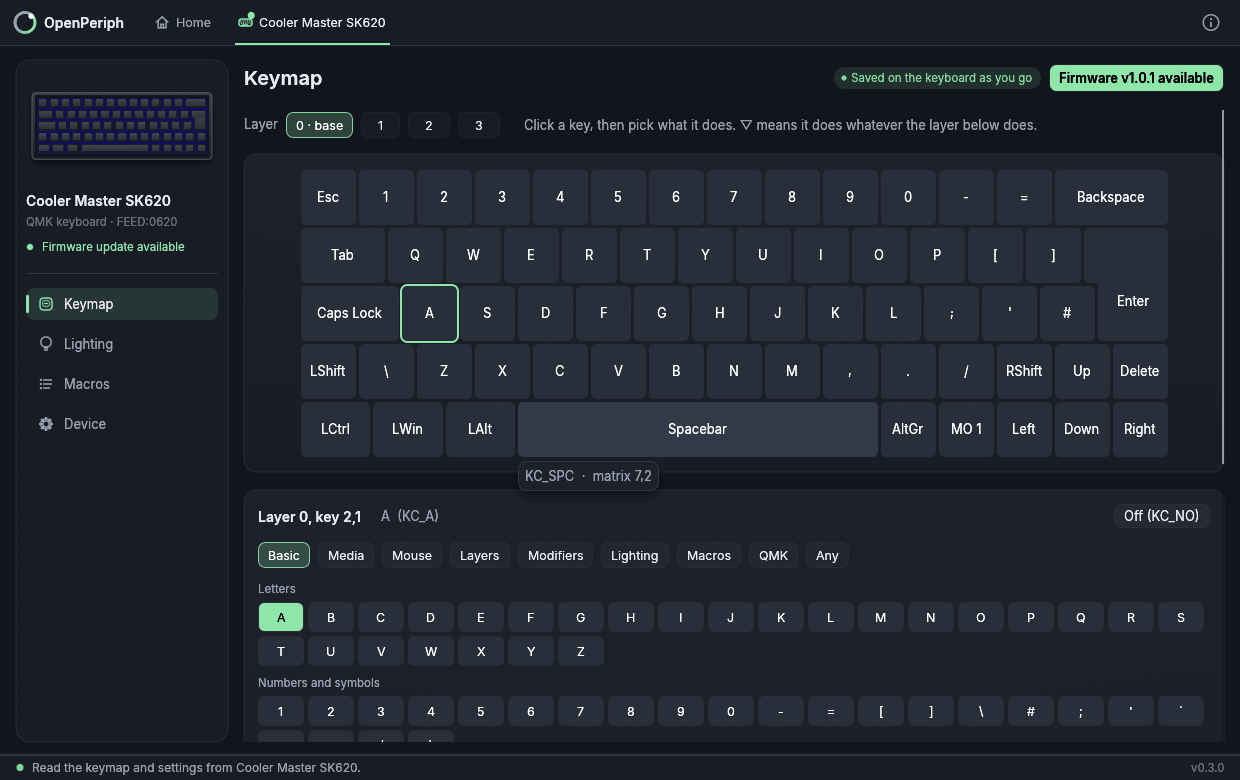 OpenPeriph Home Cooler Master SK620
Keymap Saved on the keyboard as you go Firmware v1.0.1 available
Layer 0 · base 1 2 3 Click a key, then pick what it does. ▽ means it does whatever the layer below does.
Cooler Master SK620
QMK keyboard · FEED:0620
Firmware update available
Keymap
Lighting
Macros
Device
Esc 1 2 3 4 5 6 7 8 9 0 - = Backspace
Tab Q W E R T Y U I O P [ ]
Caps Lock A S D F G H J K L ; ' # Enter
LShift \ Z X C V B N M , . / RShift Up Delete
LCtrl LWin LAlt Spacebar AltGr MO 1 Left Down Right
KC_SPC · matrix 7,2
Layer 0, key 2,1 A (KC_A) Off (KC_NO)
Basic Media Mouse Layers Modifiers Lighting Macros QMK Any
Letters
A B C D E F G H I J K L M N O P Q R S
T U V W X Y Z
Numbers and symbols
1 2 3 4 5 6 7 8 9 0 - = [ ] \ # ; ' `
Read the keymap and settings from Cooler Master SK620. v0.3.0